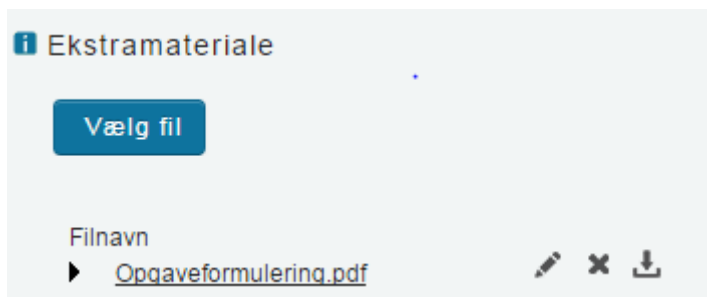 Ekstramateriale
Vælg fil
Filnavn
Opgaveformulering.pdf